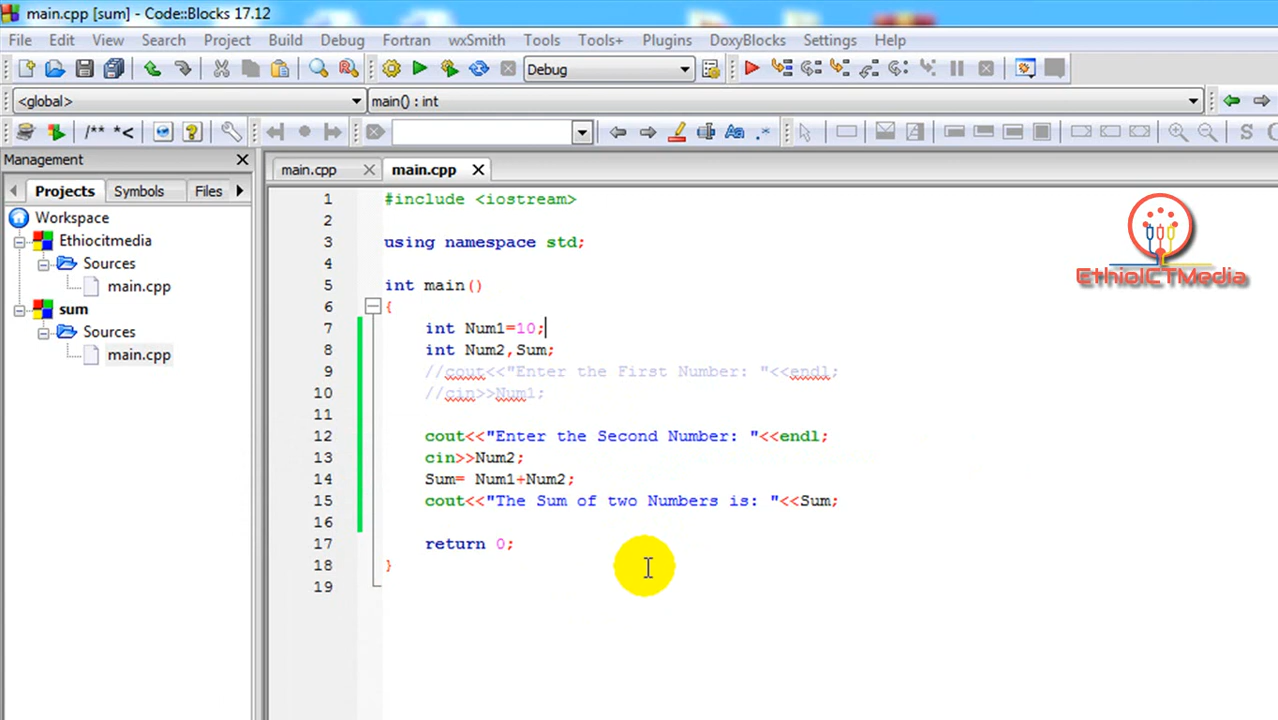 main.cpp [sum] - Code::Blocks 17.12
File Edit View Search Project Build Debug Fortran wxSmith Tools Tools+ Plugins DoxyBlocks Settings Help
Debug
<global> main() : int
/** *< Aa .* S
Management
main.cpp main.cpp
Projects Symbols Files
Workspace
Ethiocitmedia
Sources
main.cpp
sum
Sources
main.cpp
1 #include <iostream>
2
3 using namespace std;
4
5 int main()
6 {
7 int Num1=10;
8 int Num2,Sum;
9 //cout<<"Enter the First Number: "<<endl;
10 //cin>>Num1;
11
12 cout<<"Enter the Second Number: "<<endl;
13 cin>>Num2;
14 Sum= Num1+Num2;
15 cout<<"The Sum of two Numbers is: "<<Sum;
16
17 return 0;
18 }
19
EthioICTMedia